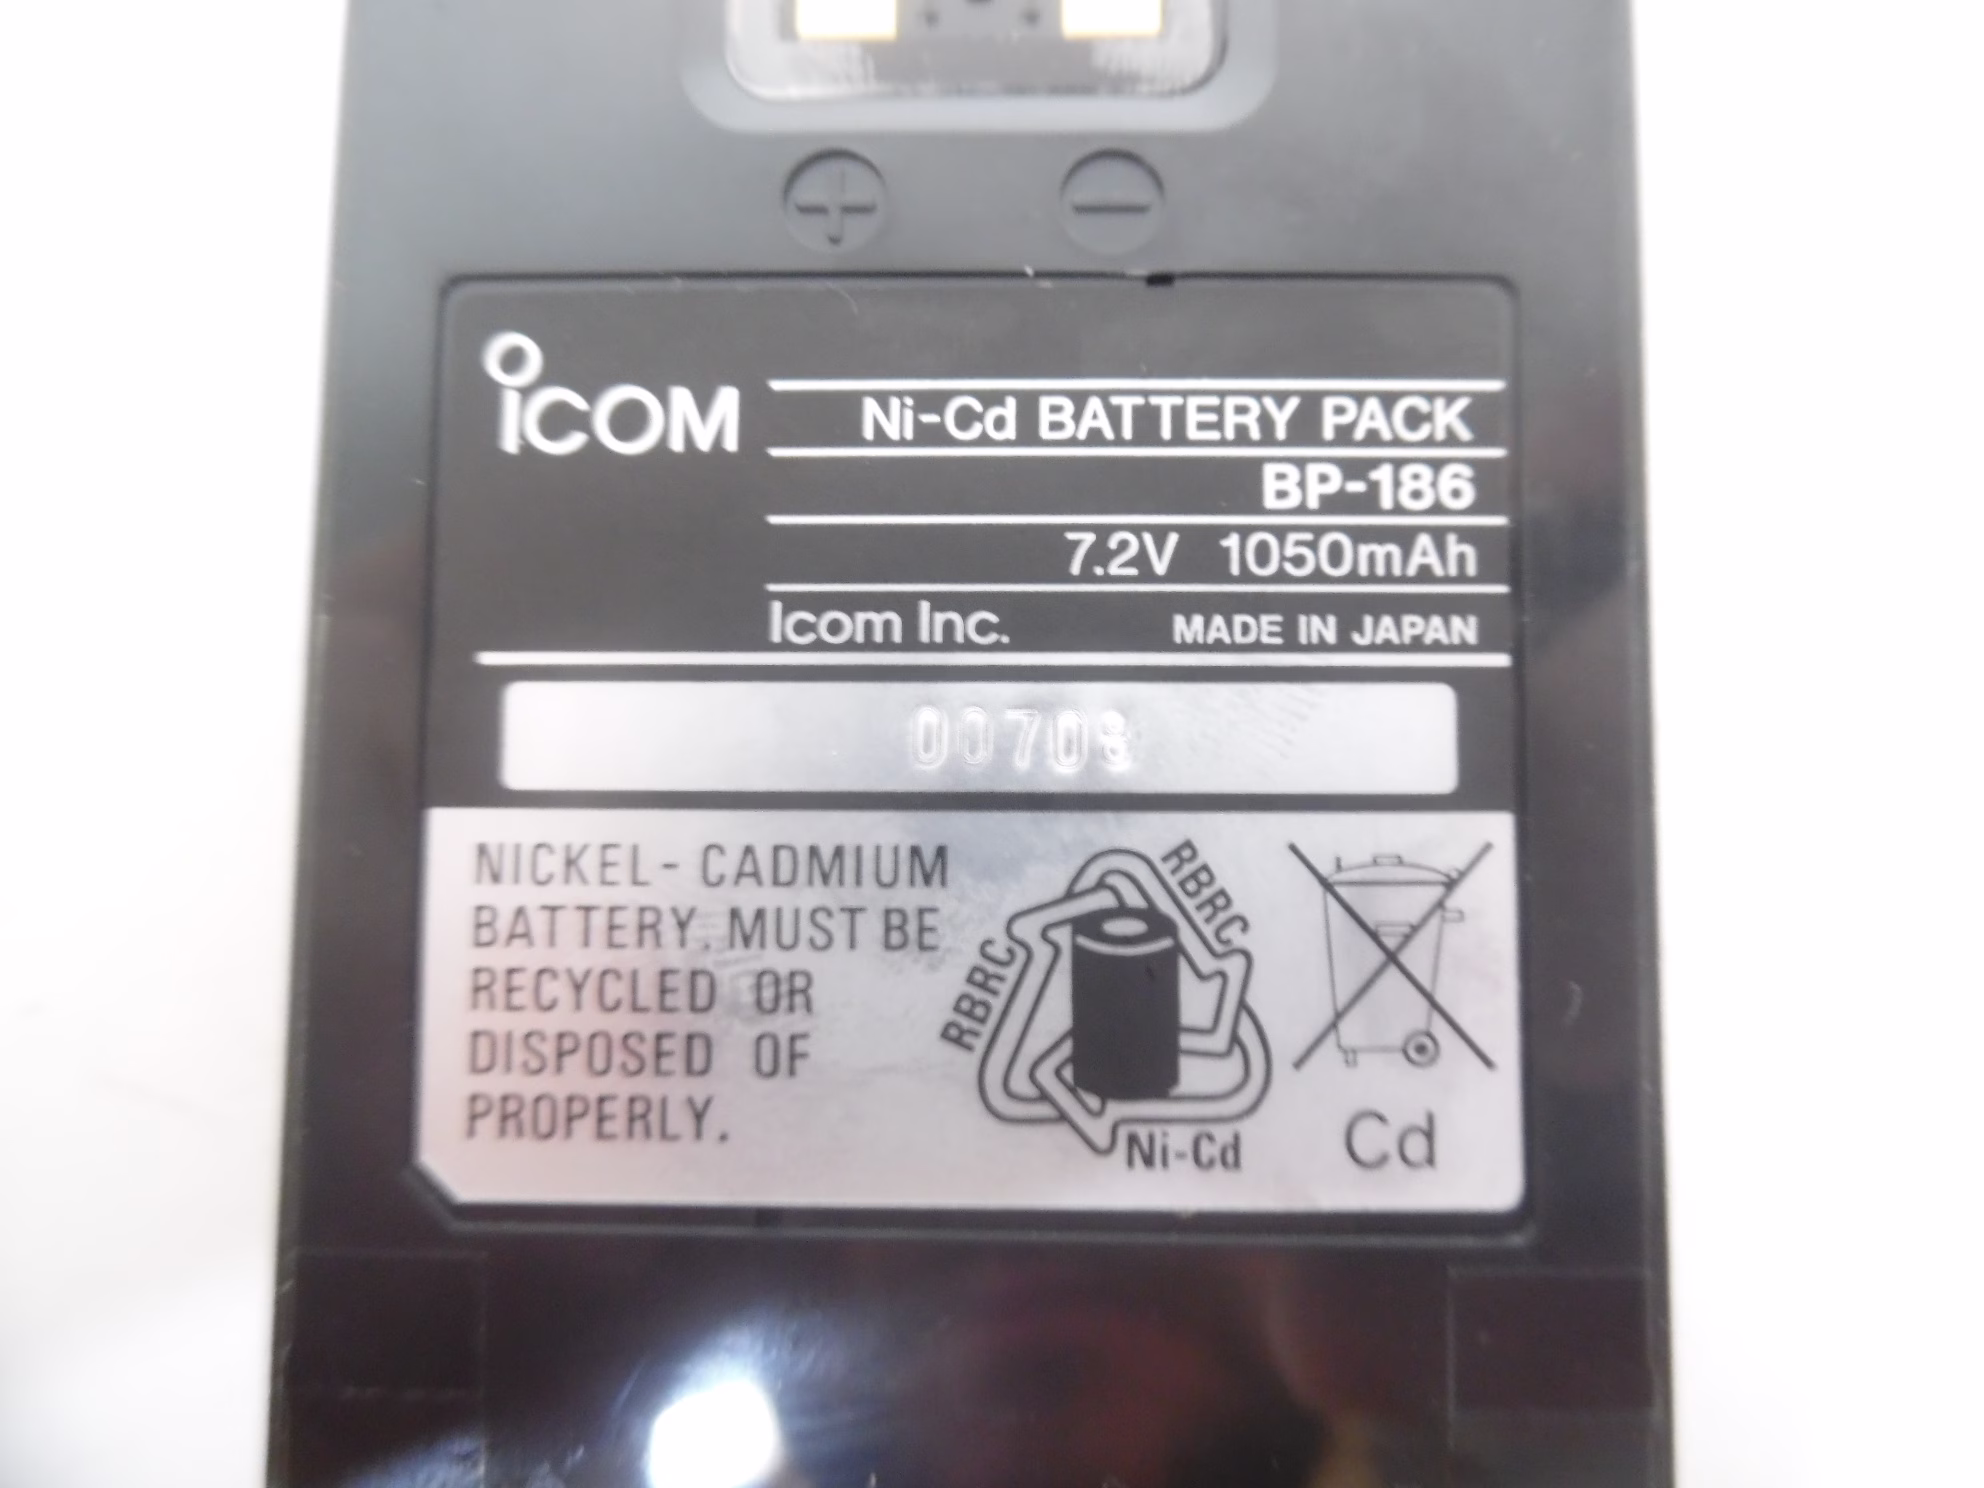 + −
iCOM
Ni-Cd BATTERY PACK
BP-186
7.2V 1050mAh
Icom Inc. MADE IN JAPAN
00708
NICKEL-CADMIUM
BATTERY. MUST BE
RECYCLED OR
DISPOSED OF
PROPERLY.
RBRC
RBRC
Ni-Cd
Cd